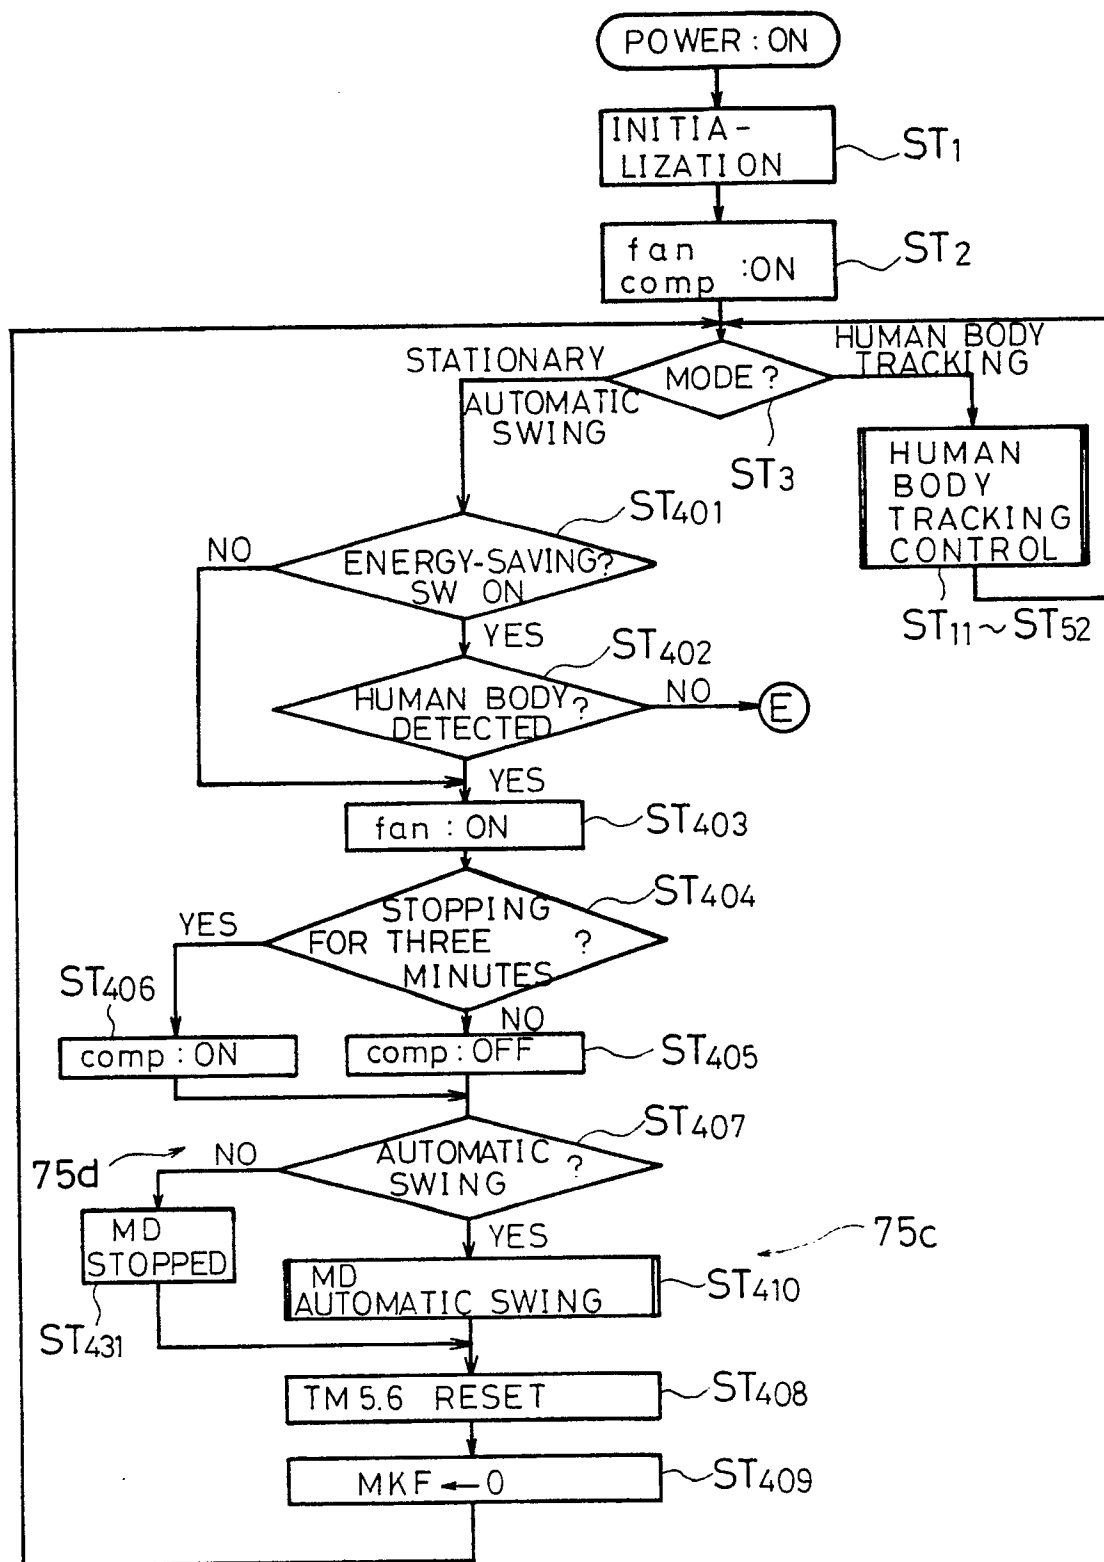 POWER : ON
INITIA-
LIZATION
ST1
fan
comp :ON
ST2
STATIONARY
AUTOMATIC
SWING
MODE?
ST3
HUMAN BODY
TRACKING
HUMAN
BODY
TRACKING
CONTROL
ST11~ST52
ST401
NO
ENERGY-SAVING?
SW ON
YES
ST402
HUMAN BODY ?
DETECTED
NO
E
YES
fan : ON
ST403
ST404
YES
STOPPING
FOR THREE ?
MINUTES
ST406
NO
comp : ON
comp : OFF
ST405
ST407
75d
NO
AUTOMATIC
SWING ?
YES
75c
MD
STOPPED
MD
AUTOMATIC SWING
ST410
ST431
TM5.6 RESET
ST408
MKF ← 0
ST409